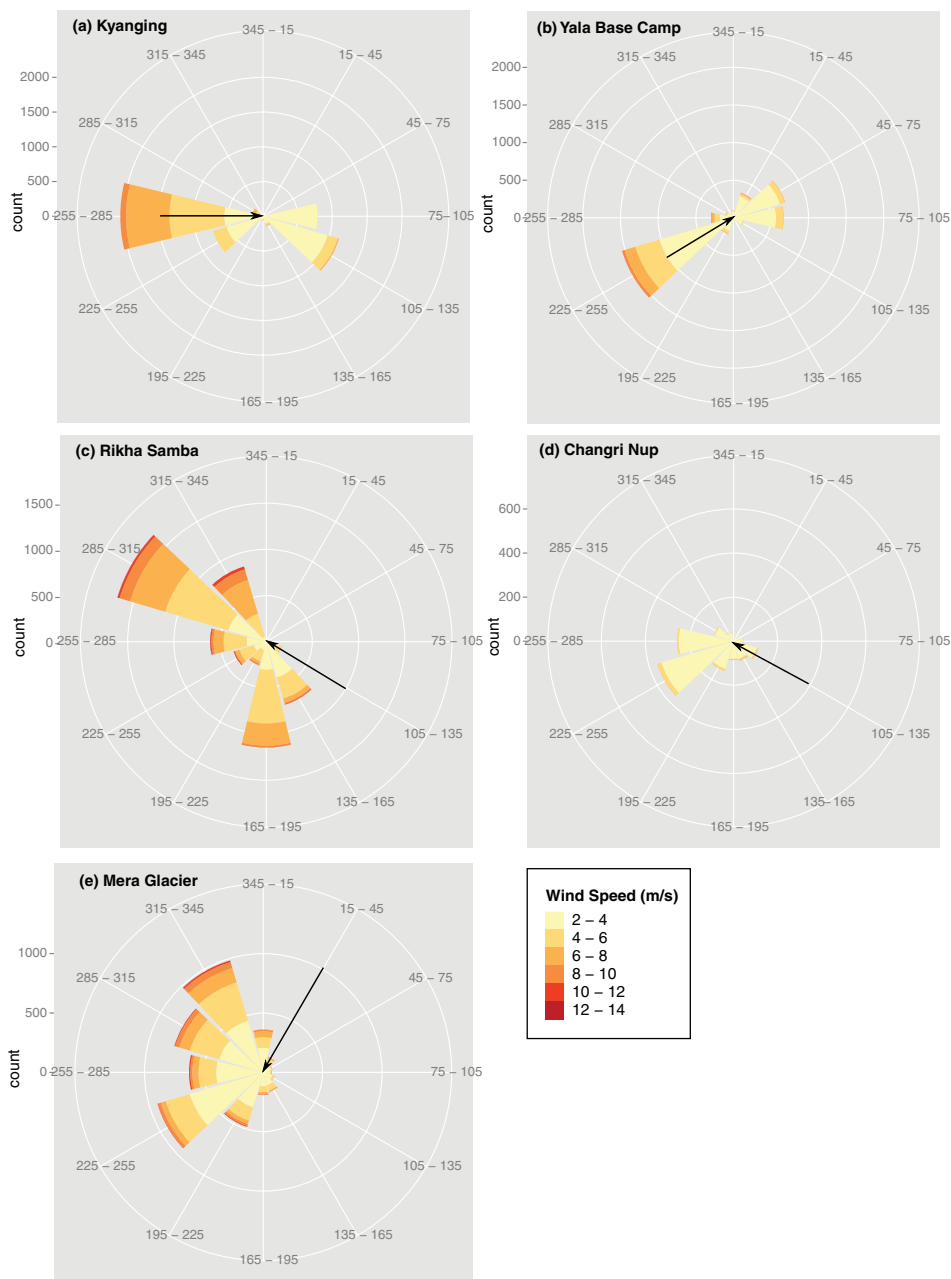 (a) Kyanging
345 – 15
315 – 345
15 – 45
2000
1500
285 – 315
45 – 75
1000
500
0
255 – 285
75 – 105
count
225 – 255
105 – 135
195 – 225
135 – 165
165 – 195
(b) Yala Base Camp
345 – 15
315 – 345
15 – 45
2000
1500
285 – 315
45 – 75
1000
500
0
255 – 285
75 – 105
count
225 – 255
105 – 135
195 – 225
135 – 165
165 – 195
(c) Rikha Samba
345 – 15
315 – 345
15 – 45
1500
1000
285 – 315
45 – 75
500
0
255 – 285
75 – 105
count
225 – 255
105 – 135
195 – 225
135 – 165
165 – 195
(d) Changri Nup
345 – 15
315 – 345
15 – 45
600
400
285 – 315
45 – 75
200
0
255 – 285
75 – 105
count
225 – 255
105 – 135
195 – 225
135 – 165
165 – 195
(e) Mera Glacier
345 – 15
315 – 345
15 – 45
1000
285 – 315
45 – 75
500
0
255 – 285
75 – 105
count
225 – 255
105 – 135
195 – 225
135 – 165
165 – 195
Wind Speed (m/s)
2 – 4
4 – 6
6 – 8
8 – 10
10 – 12
12 – 14